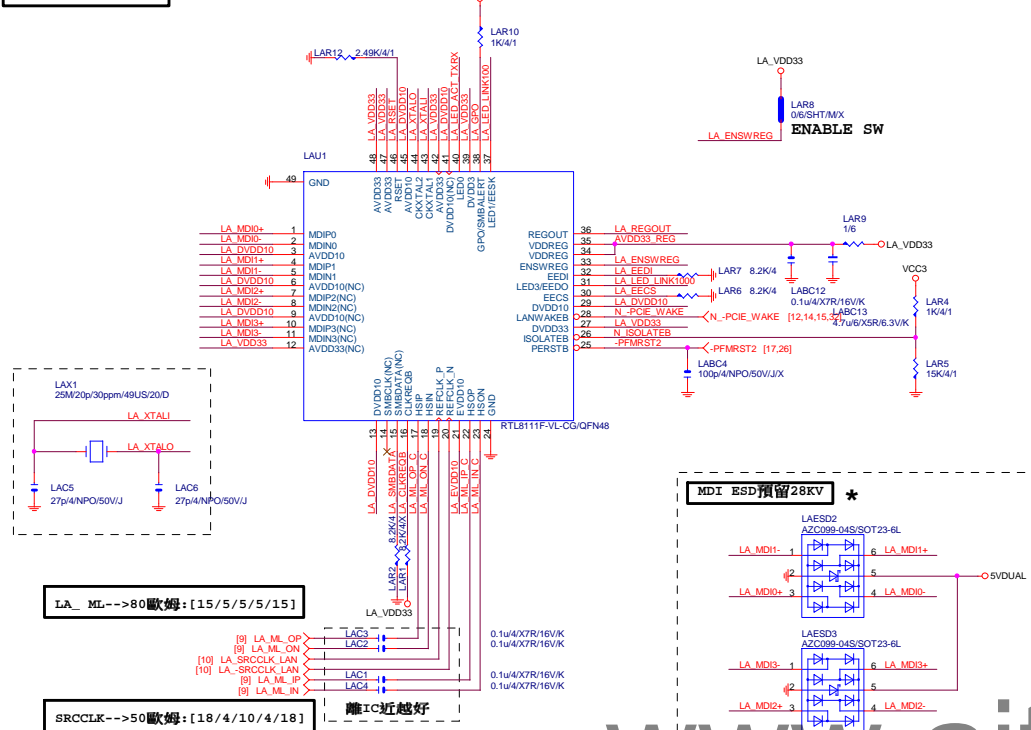 LAR10
1K/4/1
LAR12 2.49K/4/1
LA_VDD33
LA_VDD33
LA_RSET
LA_DVDD10
LA_XTALO
LA_XTALI
LA_VDD33
LA_DVDD10
LA_LED_ACT_TXRX
LA_VDD33
LA_GPO
LA_LED_LINK100
48 47 46 45 44 43 42 41 40 39 38 37
LA_VDD33
LAR8
0/6/SHT/M/X
ENABLE SW
LA_ENSWREG
LAU1
49 GND
AVDD33
AVDD33
RSET
AVDD10
CKXTAL2
CKXTAL1
AVDD33
DVDD10(NC)
LED0
DVDD3
GPO/SMBALERT
LED1/EESK
LA_MDI0+ 1 MDIP0
LA_MDI0- 2 MDIN0
LA_DVDD10 3 AVDD10
LA_MDI1+ 4 MDIP1
LA_MDI1- 5 MDIN1
LA_DVDD10 6 AVDD10(NC)
LA_MDI2+ 7 MDIP2(NC)
LA_MDI2- 8 MDIN2(NC)
LA_DVDD10 9 AVDD10(NC)
LA_MDI3+ 10 MDIP3(NC)
LA_MDI3- 11 MDIN3(NC)
LA_VDD33 12 AVDD33(NC)
REGOUT 36 LA_REGOUT
VDDREG 35 AVDD33_REG
VDDREG 34
ENSWREG 33 LA_ENSWREG
EEDI 32 LA_EEDI
LED3/EEDO 31 LA_LED_LINK1000
EECS 30 LA_EECS
DVDD10 29 LA_DVDD10
LANWAKEB 28 N_-PCIE_WAKE
DVDD33 27 LA_VDD33
ISOLATEB 26 N_ISOLATEB
PERSTB 25 -PFMRST2
LAR9
1/6
LA_VDD33
LAR7 8.2K/4
LAR6 8.2K/4
LABC12
0.1u/4/X7R/16V/K
LABC13
4.7u/6/X5R/6.3V/K
VCC3
LAR4
1K/4/1
N_-PCIE_WAKE
-PFMRST2 [17,26]
LABC4
100p/4/NPO/50V/J/X
LAR5
15K/4/1
DVDD10
SMBCLK(NC)
SMBDATA(NC)
CLKREQB
HSIP
HSIN
REFCLK_P
REFCLK_N
EVDD10
HSOP
HSON
GND
RTL8111F-VL-CG/QFN48
13 14 15 16 17 18 19 20 21 22 23 24
LA_DVDD10
LA_SMBDATA
LA_CLKREQB
LA_ML_OP_C
LA_ML_ON_C
LA_EVDD10
LA_ML_IP_C
LA_ML_IN_C
LAX1
25M/20p/30ppm/49US/20/D
LA_XTALI
LA_XTALO
LAC5
27p/4/NPO/50V/J
LAC6
27p/4/NPO/50V/J
LAR2 8.2K/4
LAR1 8.2K/4/X
LA_VDD33
LA_ ML-->80歐姆:[15/5/5/5/15]
[9] LA_ML_OP
[9] LA_ML_ON
[10] LA_SRCCLK_LAN
[10] LA_-SRCCLK_LAN
[9] LA_ML_IP
[9] LA_ML_IN
LAC3 0.1u/4/X7R/16V/K
LAC2 0.1u/4/X7R/16V/K
LAC1 0.1u/4/X7R/16V/K
LAC4 0.1u/4/X7R/16V/K
離IC近越好
SRCCLK-->50歐姆:[18/4/10/4/18]
MDI ESD預留28KV *
LAESD2
AZC099-04S/SOT23-6L
LA_MDI1- 1 6 LA_MDI1+
2 5 5VDUAL
LA_MDI0+ 3 4 LA_MDI0-
LAESD3
AZC099-04S/SOT23-6L
LA_MDI3- 1 6 LA_MDI3+
2 5
LA_MDI2+ 3 4 LA_MDI2-